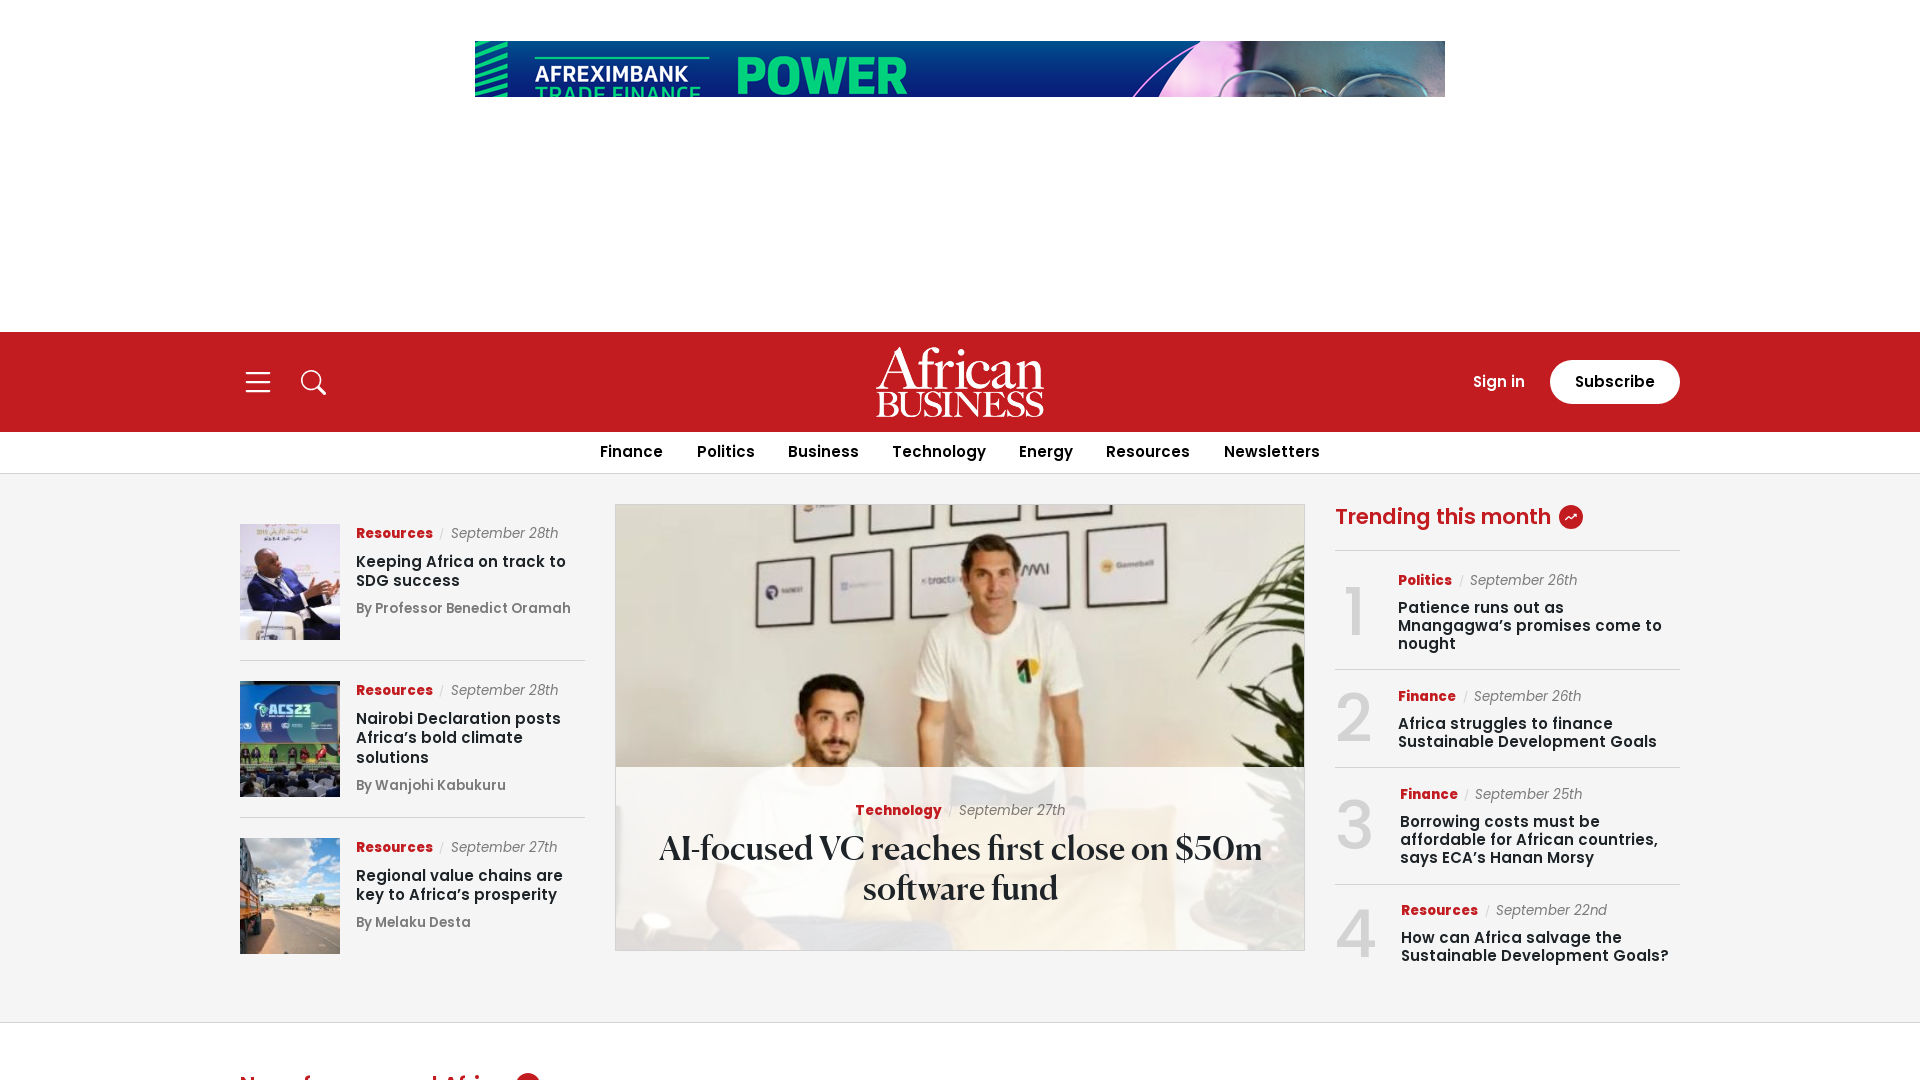 AFREXIMBANK
TRADE FINANCE
POWER
African
BUSINESS
Sign in
Subscribe
Finance
Politics
Business
Technology
Energy
Resources
Newsletters
Resources / September 28th
Keeping Africa on track to
SDG success
By Professor Benedict Oramah
ACS23
Resources / September 28th
Nairobi Declaration posts
Africa’s bold climate
solutions
By Wanjohi Kabukuru
Resources / September 27th
Regional value chains are
key to Africa’s prosperity
By Melaku Desta
Gameball
Technology / September 27th
AI-focused VC reaches first close on $50m
software fund
Trending this month
1
Politics / September 26th
Patience runs out as
Mnangagwa’s promises come to
nought
2
Finance / September 26th
Africa struggles to finance
Sustainable Development Goals
3
Finance / September 25th
Borrowing costs must be
affordable for African countries,
says ECA’s Hanan Morsy
4
Resources / September 22nd
How can Africa salvage the
Sustainable Development Goals?